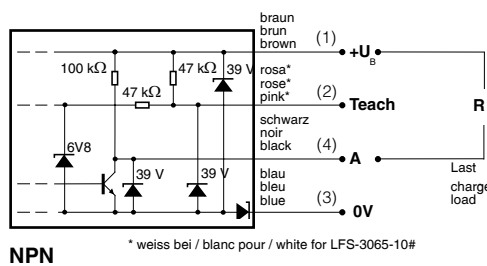 braun
brun
brown
(1)
+UB
100 kΩ
47 kΩ
39 V
rosa*
rose*
pink*
47 kΩ
(2)
Teach
R
schwarz
noir
black
6V8
(4)
A
39 V
39 V
Last
charge
load
blau
bleu
blue
(3)
0V
* weiss bei / blanc pour / white for LFS-3065-10#
NPN